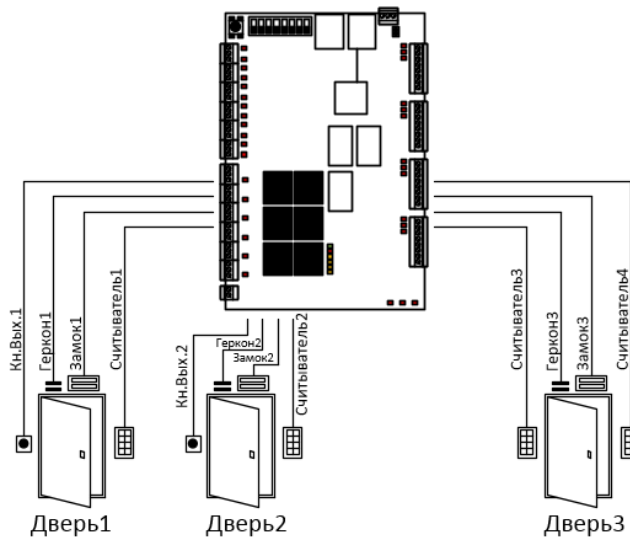 Кн.Вых.1
Геркон1
Замок1
Считыватель1
Кн.Вых.2
Геркон2
Замок2
Считыватель2
Считыватель3
Геркон3
Замок3
Считыватель4
Дверь1
Дверь2
Дверь3